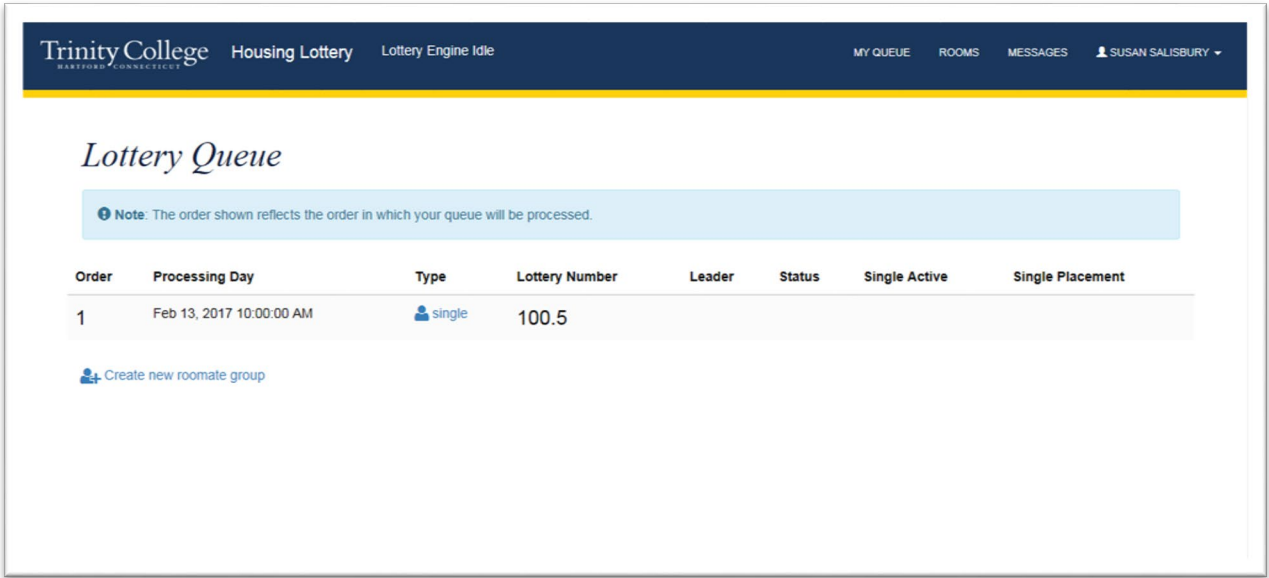 Trinity College Housing Lottery Lottery Engine Idle MY QUEUE ROOMS MESSAGES SUSAN SALISBURY
HARTFORD CONNECTICUT
Lottery Queue
Note: The order shown reflects the order in which your queue will be processed.
Order Processing Day Type Lottery Number Leader Status Single Active Single Placement
1 Feb 13, 2017 10:00:00 AM single 100.5
Create new roomate group